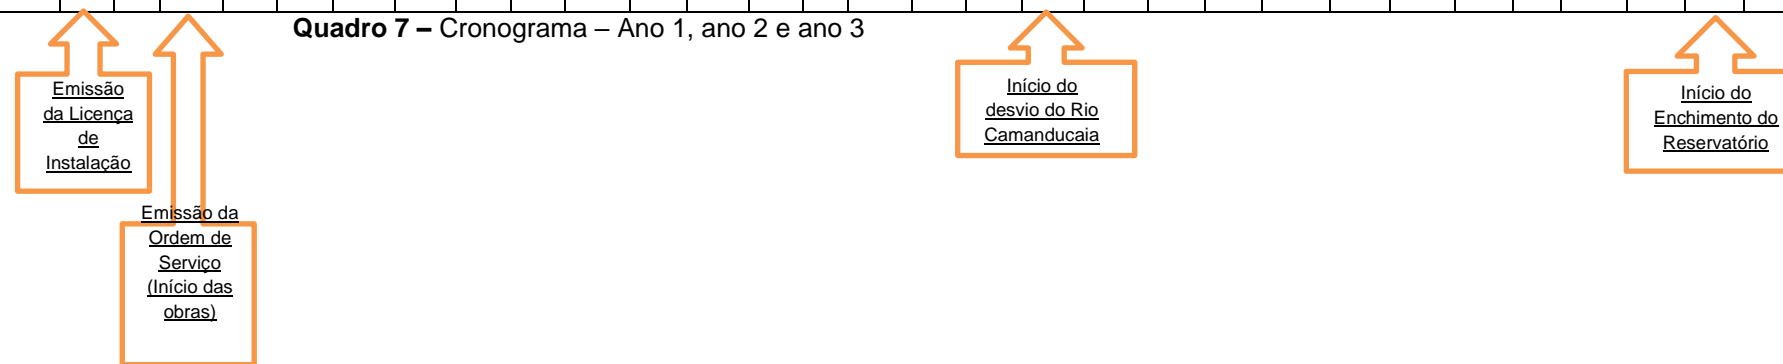 Quadro 7 – Cronograma – Ano 1, ano 2 e ano 3
Emissão
da Licença
de
Instalação
Emissão da
Ordem de
Serviço
(Início das
obras)
Início do
desvio do Rio
Camanducaia
Início do
Enchimento do
Reservatório